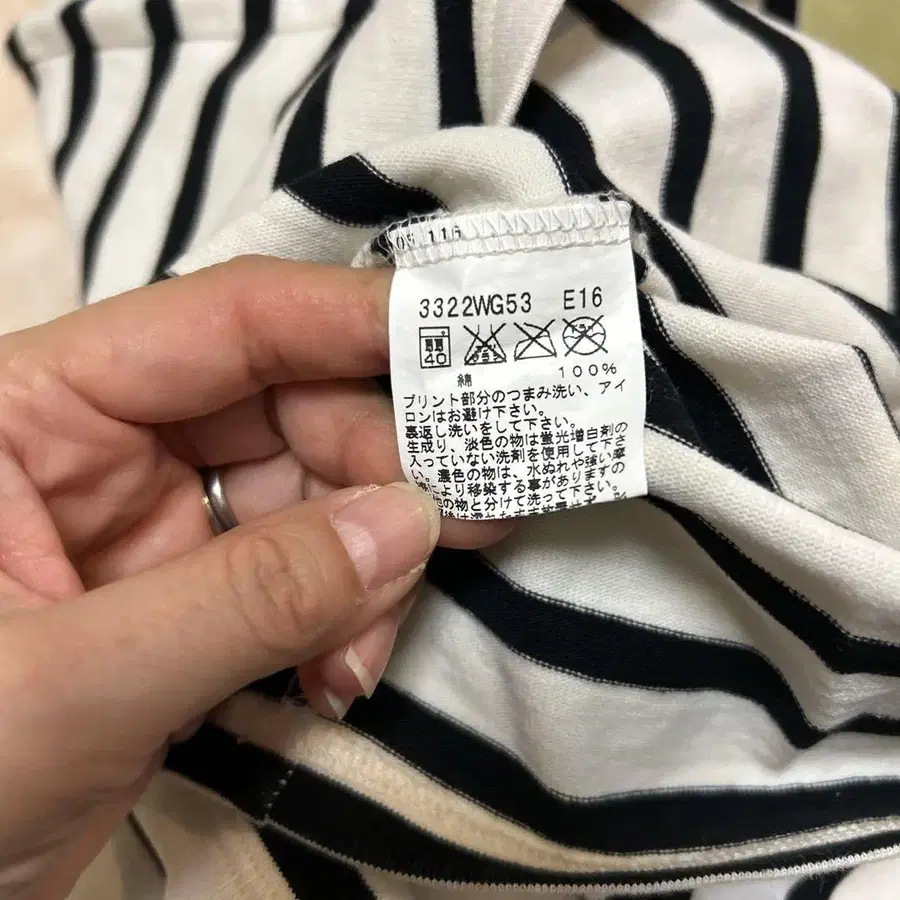 05 116
3322WG53 E16
40
綿 100%
プリント部分のつまみ洗い、アイ
ロンはお避け下さい。
裏返し洗いをして下さい。
生成り、淡色の物は蛍光増白剤の
入っていない洗剤を使用して下さ
い。濃色の物は、水ぬれや強い摩
により移染する事があります の
の物と分けて洗って下さい。